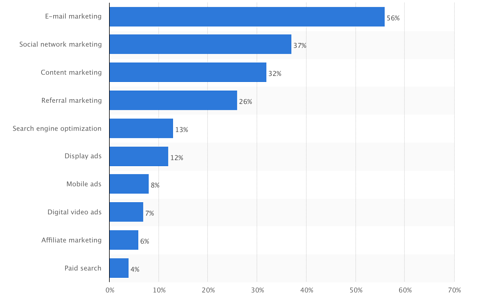 E-mail marketing 56%
Social network marketing 37%
Content marketing 32%
Referral marketing 26%
Search engine optimization 13%
Display ads 12%
Mobile ads 8%
Digital video ads 7%
Affiliate marketing 6%
Paid search 4%
0% 10% 20% 30% 40% 50% 60% 70%